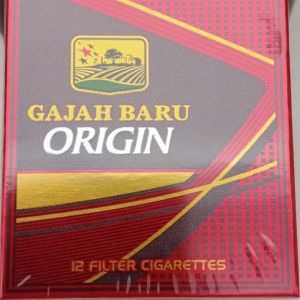 GAJAH BARU
ORIGIN
12 FILTER CIGARETTES